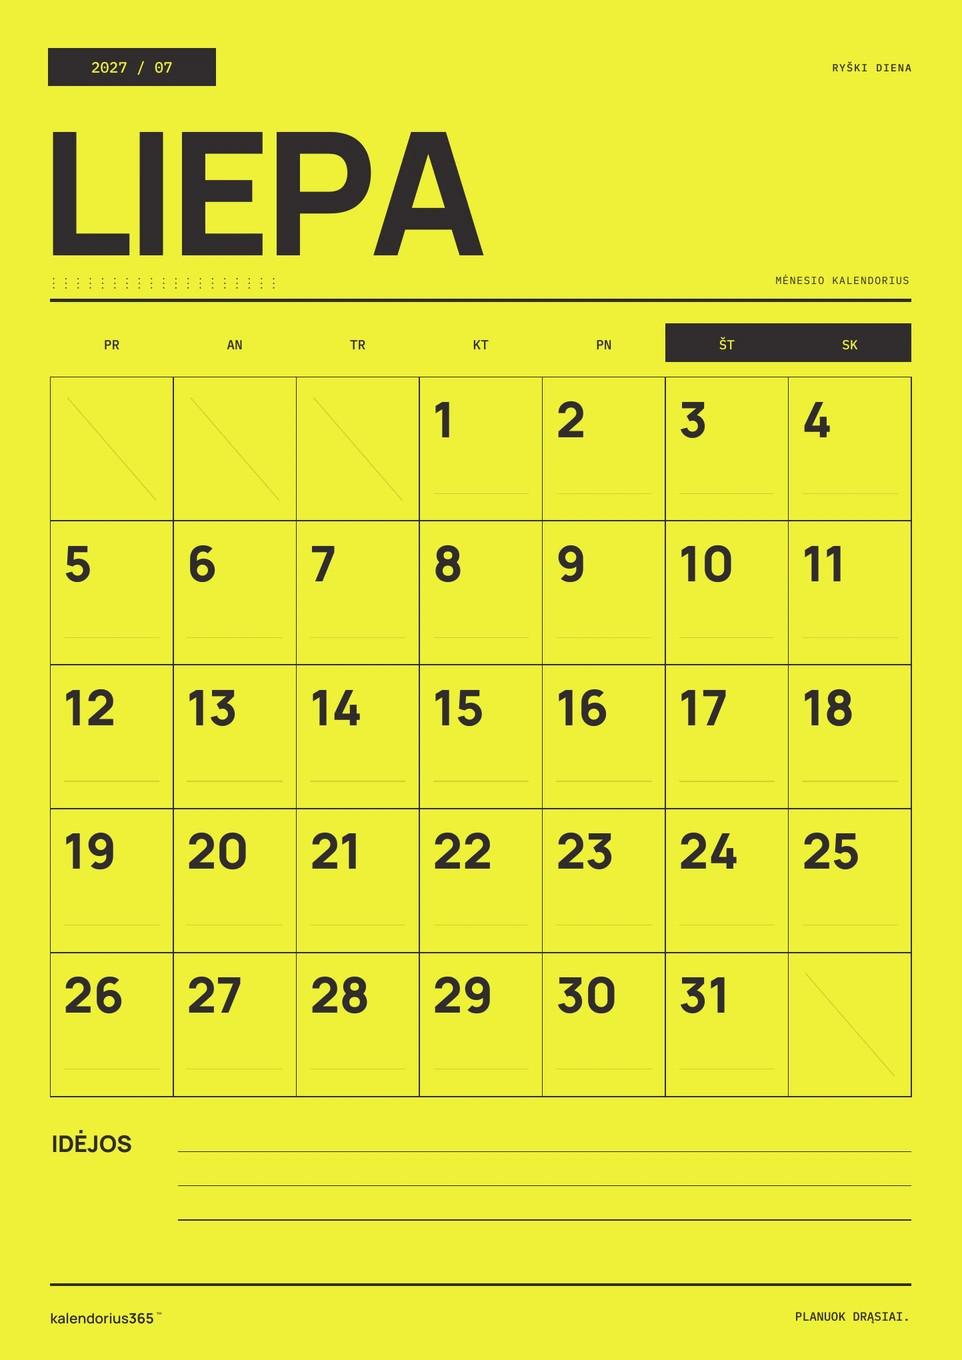 2027 / 07
RYŠKI DIENA
LIEPA
MĖNESIO KALENDORIUS
PR AN TR KT PN ŠT SK
1 2 3 4
5 6 7 8 9 10 11
12 13 14 15 16 17 18
19 20 21 22 23 24 25
26 27 28 29 30 31
IDĖJOS
kalendorius365™
PLANUOK DRĄSIAI.